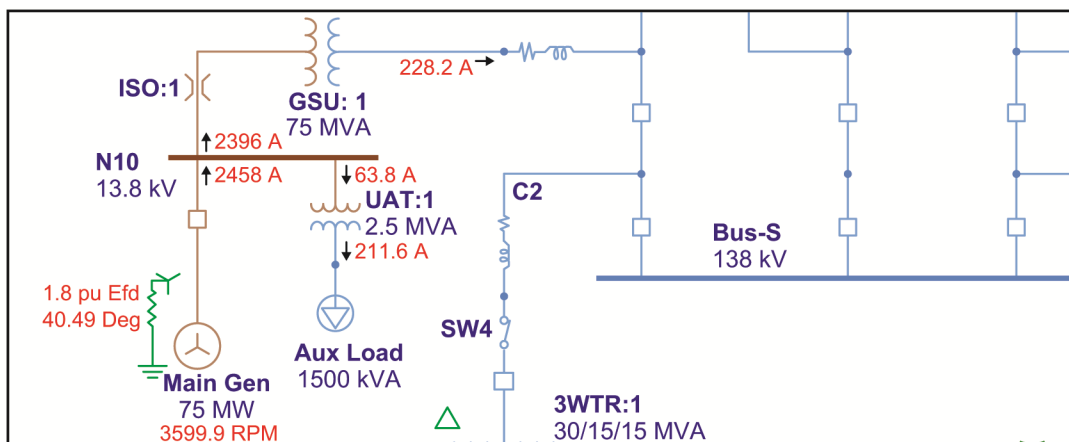 228.2 A
ISO:1
GSU: 1
75 MVA
2396 A
N10
13.8 kV
2458 A
63.8 A
UAT:1
2.5 MVA
211.6 A
C2
Bus-S
138 kV
1.8 pu Efd
40.49 Deg
SW4
Aux Load
1500 kVA
Main Gen
75 MW
3599.9 RPM
3WTR:1
30/15/15 MVA